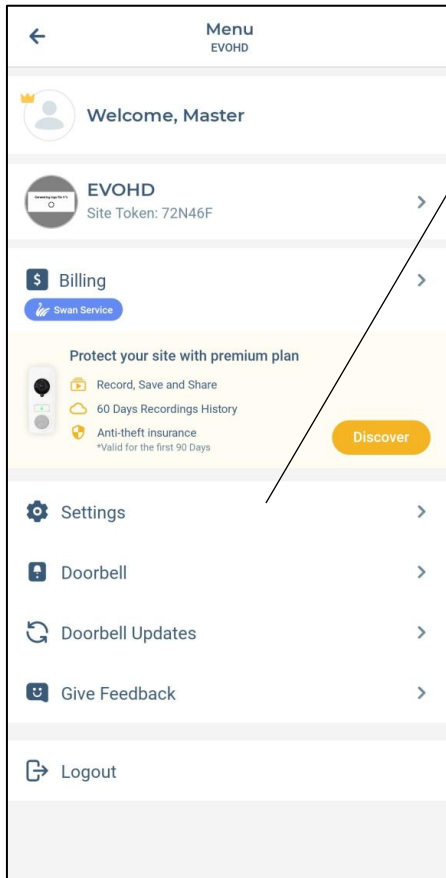 Menu
EVOHD
Welcome, Master
EVOHD
Site Token: 72N46F
$ Billing
Swan Service
Protect your site with premium plan
Record, Save and Share
60 Days Recordings History
Anti-theft insurance
*Valid for the first 90 Days
Discover
Settings
Doorbell
Doorbell Updates
Give Feedback
Logout